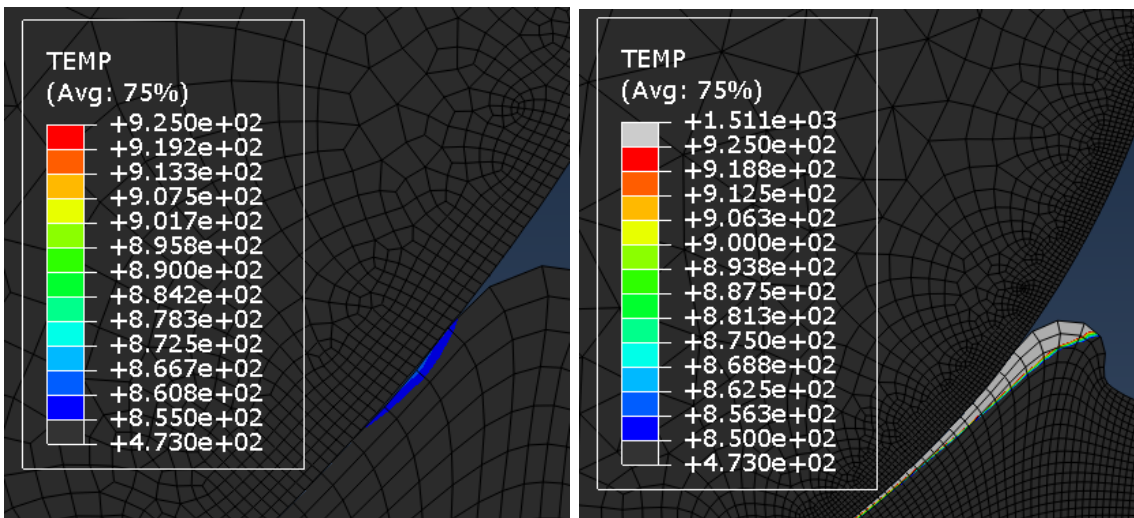 TEMP
(Avg: 75%)
+9.250e+02
+9.192e+02
+9.133e+02
+9.075e+02
+9.017e+02
+8.958e+02
+8.900e+02
+8.842e+02
+8.783e+02
+8.725e+02
+8.667e+02
+8.608e+02
+8.550e+02
+4.730e+02
TEMP
(Avg: 75%)
+1.511e+03
+9.250e+02
+9.188e+02
+9.125e+02
+9.063e+02
+9.000e+02
+8.938e+02
+8.875e+02
+8.813e+02
+8.750e+02
+8.688e+02
+8.625e+02
+8.563e+02
+8.500e+02
+4.730e+02